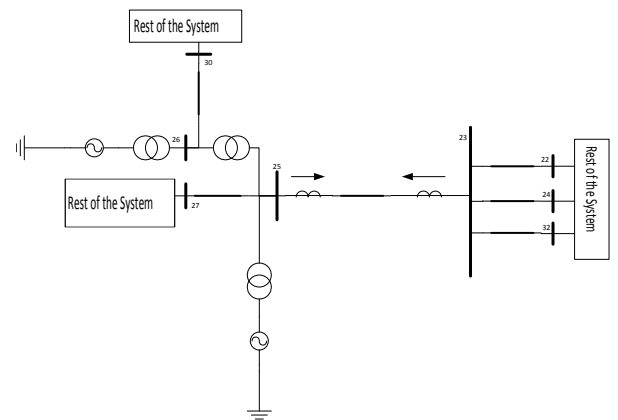 Rest of the System
30
26
25
23
22
24
32
Rest of the System
Rest of the System
27